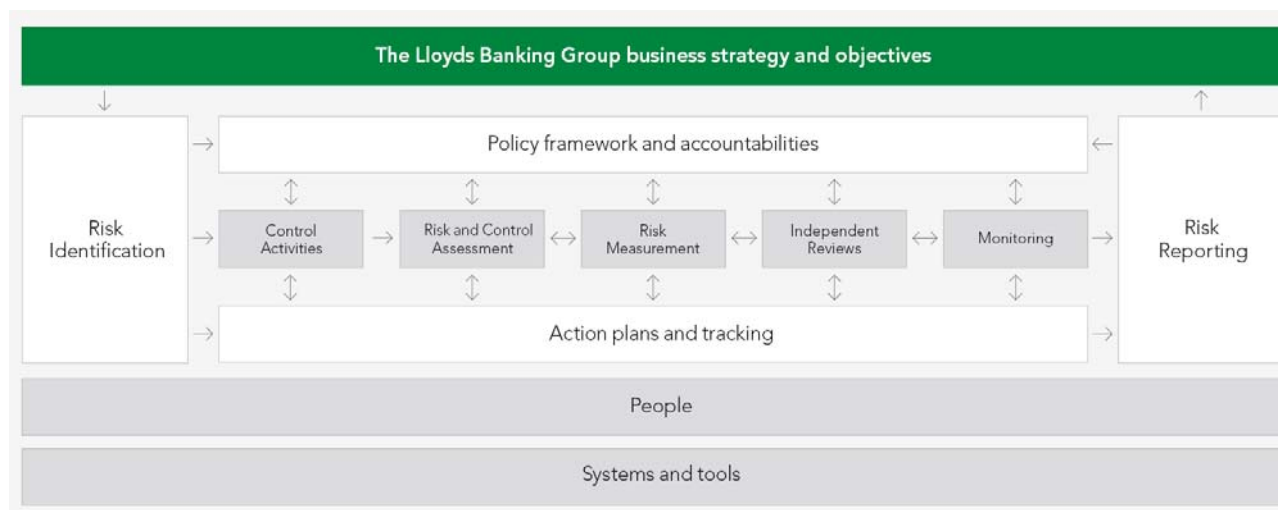 The Lloyds Banking Group business strategy and objectives
Policy framework and accountabilities
Risk
Identification
Control
Activities
Risk and Control
Assessment
Risk
Measurement
Independent
Reviews
Monitoring
Risk
Reporting
Action plans and tracking
People
Systems and tools